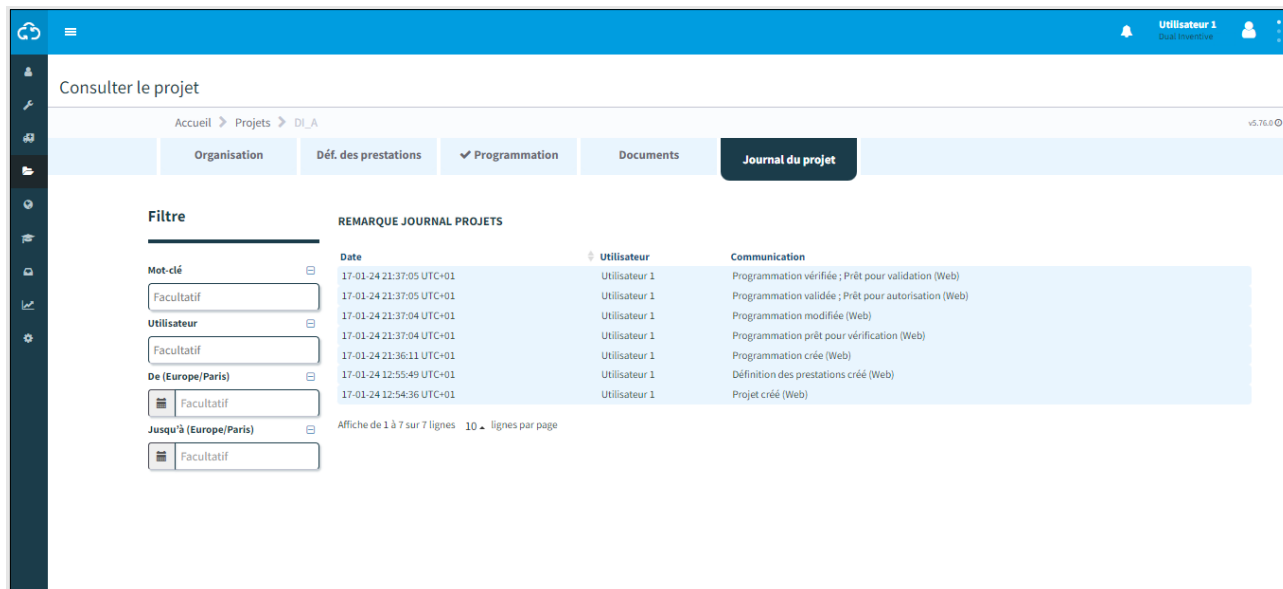 Utilisateur 1
Dual Inventive
Consulter le projet
Accueil Projets DI_A
v5.76.0
Organisation Déf. des prestations Programmation Documents Journal du projet
Filtre
Mot-clé
Facultatif
Utilisateur
Facultatif
De (Europe/Paris)
Facultatif
Jusqu'à (Europe/Paris)
Facultatif
REMARQUE JOURNAL PROJETS
Date Utilisateur Communication
17-01-24 21:37:05 UTC+01 Utilisateur 1 Programmation vérifiée ; Prêt pour validation (Web)
17-01-24 21:37:05 UTC+01 Utilisateur 1 Programmation validée ; Prêt pour autorisation (Web)
17-01-24 21:37:04 UTC+01 Utilisateur 1 Programmation modifiée (Web)
17-01-24 21:37:04 UTC+01 Utilisateur 1 Programmation prêt pour vérification (Web)
17-01-24 21:36:11 UTC+01 Utilisateur 1 Programmation crée (Web)
17-01-24 12:55:49 UTC+01 Utilisateur 1 Définition des prestations créé (Web)
17-01-24 12:54:36 UTC+01 Utilisateur 1 Projet créé (Web)
Affiche de 1 à 7 sur 7 lignes 10 lignes par page